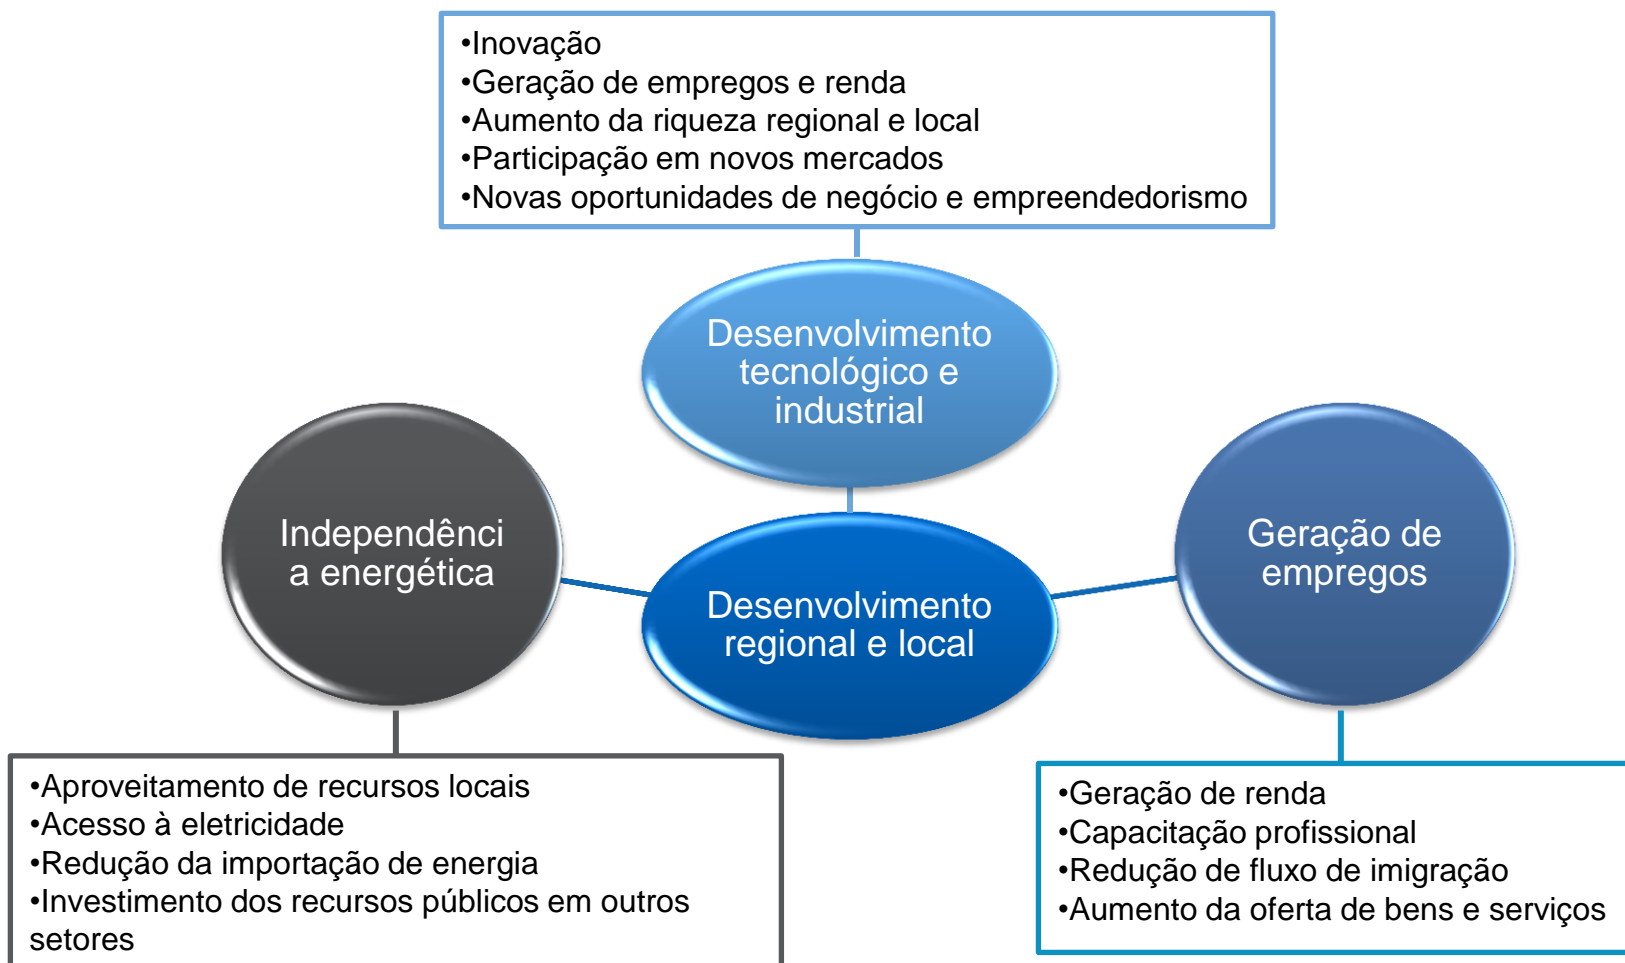 •Inovação
•Geração de empregos e renda
•Aumento da riqueza regional e local
•Participação em novos mercados
•Novas oportunidades de negócio e empreendedorismo
Desenvolvimento
tecnológico e
industrial
Independênci
a energética
Desenvolvimento
regional e local
Geração de
empregos
•Aproveitamento de recursos locais
•Acesso à eletricidade
•Redução da importação de energia
•Investimento dos recursos públicos em outros
setores
•Geração de renda
•Capacitação profissional
•Redução de fluxo de imigração
•Aumento da oferta de bens e serviços